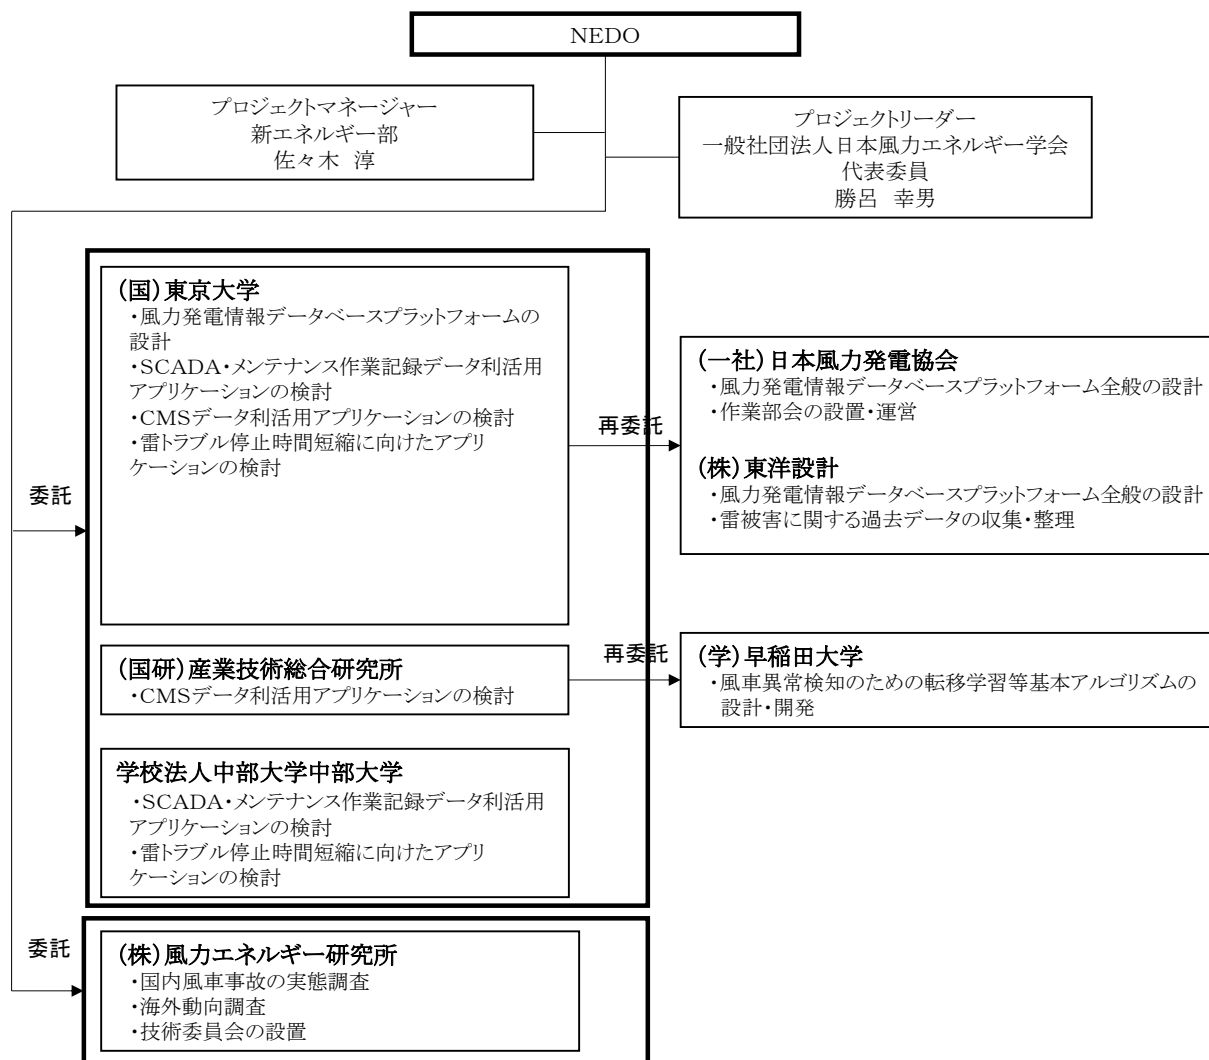 NEDO
プロジェクトマネージャー
新エネルギー部
佐々木 淳
プロジェクトリーダー
一般社団法人日本風力エネルギー学会
代表委員
勝呂 幸男
委託
(国)東京大学
・風力発電情報データベースプラットフォームの
設計
・SCADA・メンテナンス作業記録データ利活用
アプリケーションの検討
・CMSデータ利活用アプリケーションの検討
・雷トラブル停止時間短縮に向けたアプリ
ケーションの検討
再委託
(一社)日本風力発電協会
・風力発電情報データベースプラットフォーム全般の設計
・作業部会の設置・運営
(株)東洋設計
・風力発電情報データベースプラットフォーム全般の設計
・雷被害に関する過去データの収集・整理
(国研)産業技術総合研究所
・CMSデータ利活用アプリケーションの検討
再委託
(学)早稲田大学
・風車異常検知のための転移学習等基本アルゴリズムの
設計・開発
学校法人中部大学中部大学
・SCADA・メンテナンス作業記録データ利活用
アプリケーションの検討
・雷トラブル停止時間短縮に向けたアプリ
ケーションの検討
委託
(株)風力エネルギー研究所
・国内風車事故の実態調査
・海外動向調査
・技術委員会の設置